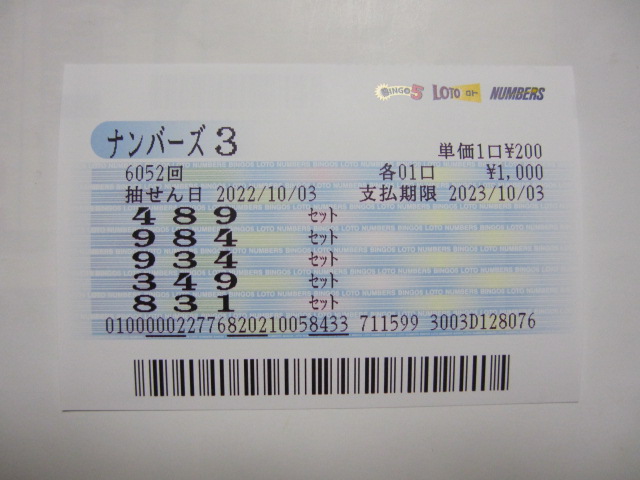 BINGO5 LOTO ロト NUMBERS
ナンバーズ3 単価1口¥200
6052回 各01口 ¥1,000
抽せん日 2022/10/03 支払期限 2023/10/03
489 セット
984 セット
934 セット
349 セット
831 セット
010000022776820210058433 711599 3003D128076